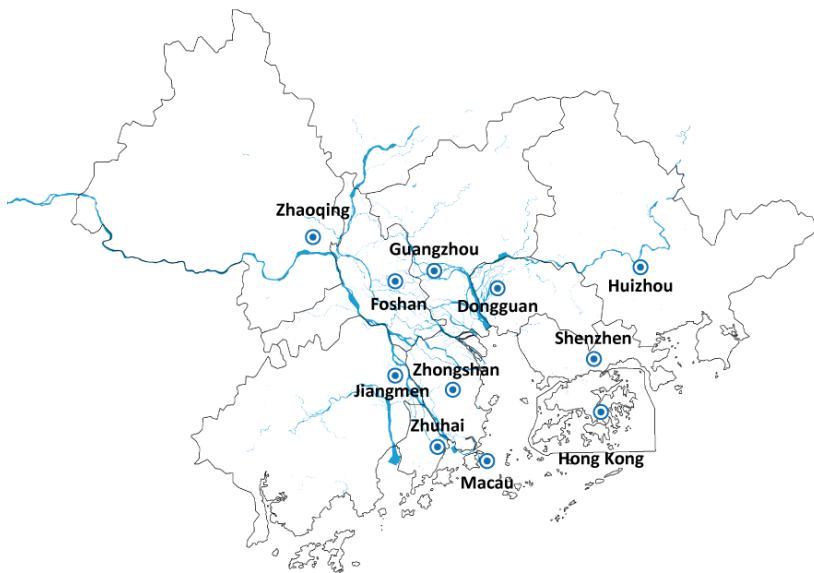 Zhaoqing
Guangzhou
Foshan
Dongguan
Huizhou
Shenzhen
Zhongshan
Jiangmen
Zhuhai
Hong Kong
Macau